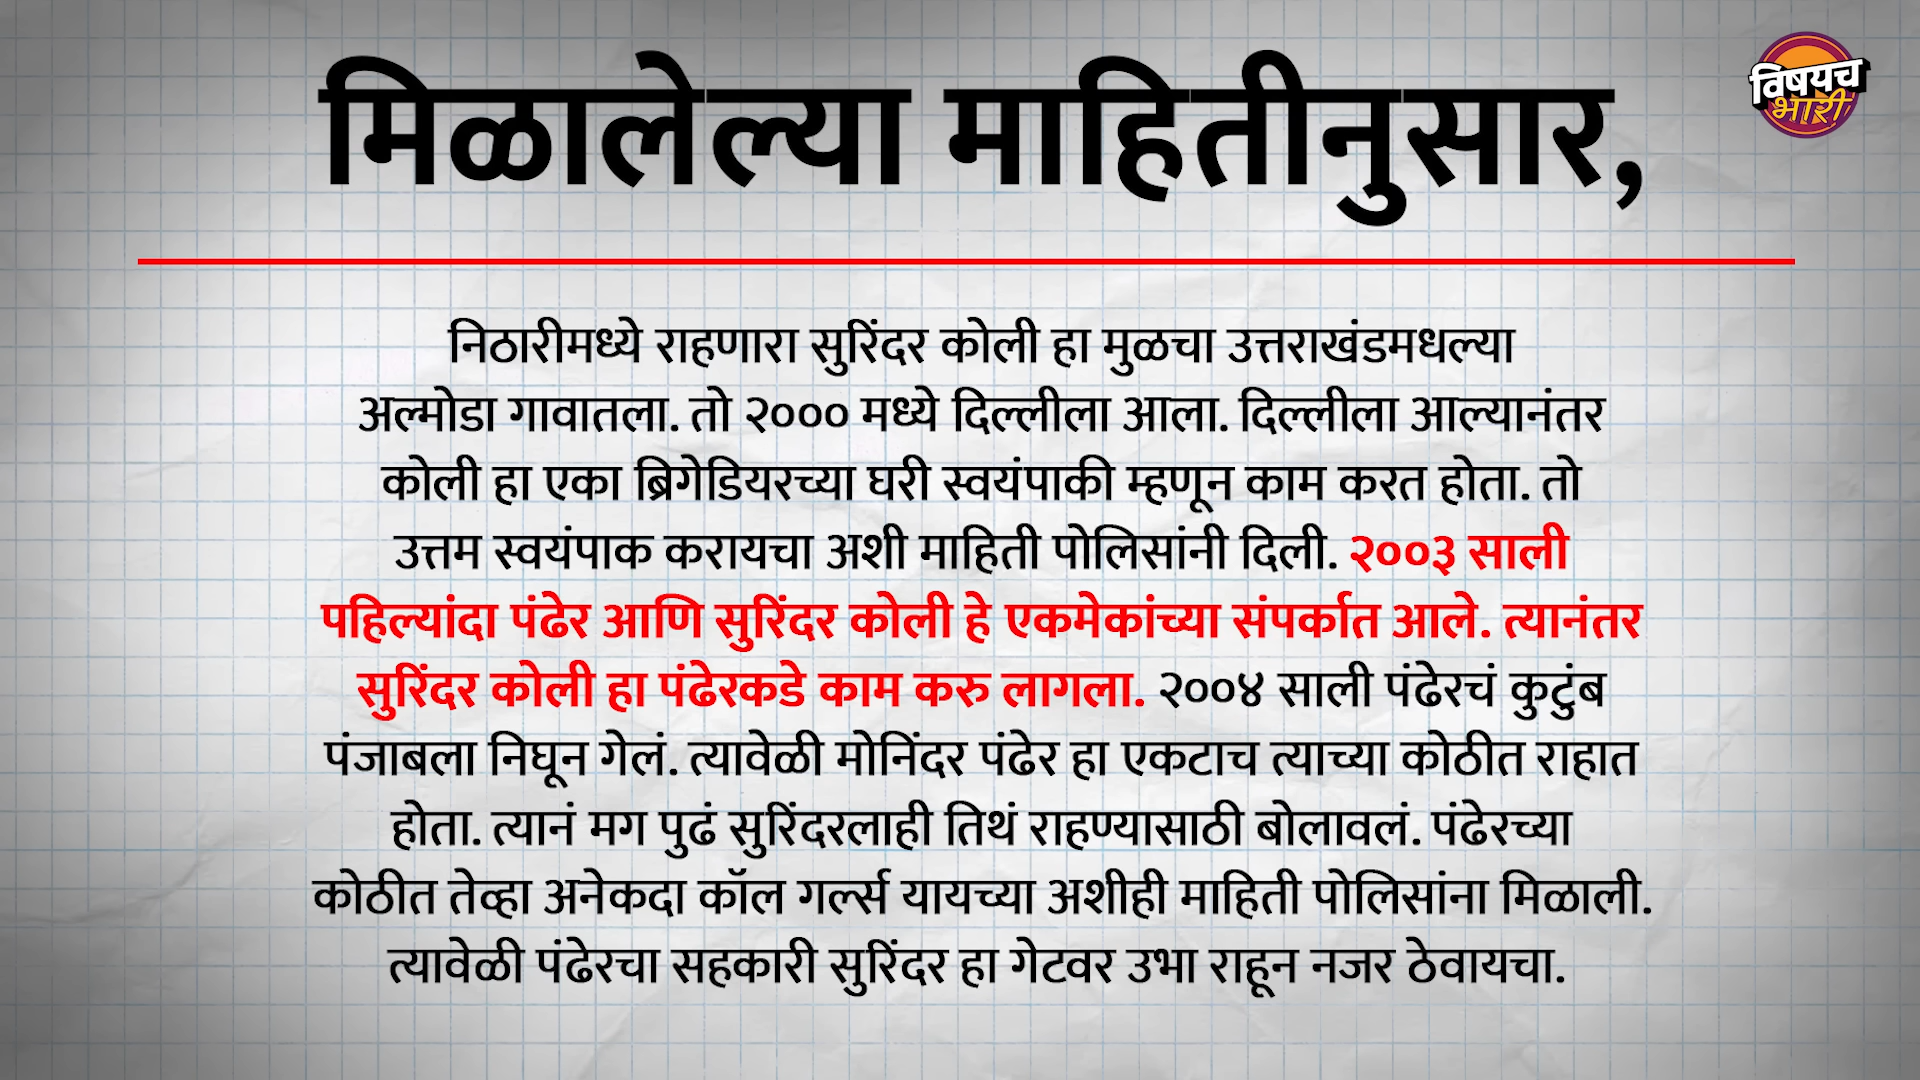 विषयच
भारी
मिळालेल्या माहितीनुसार,
निठारीमध्ये राहणारा सुरिंदर कोली हा मुळचा उत्तराखंडमधल्या
अल्मोडा गावातला. तो २००० मध्ये दिल्लीला आला. दिल्लीला आल्यानंतर
कोली हा एका ब्रिगेडियरच्या घरी स्वयंपाकी म्हणून काम करत होता. तो
उत्तम स्वयंपाक करायचा अशी माहिती पोलिसांनी दिली. २००३ साली
पहिल्यांदा पंढेर आणि सुरिंदर कोली हे एकमेकांच्या संपर्कात आले. त्यानंतर
सुरिंदर कोली हा पंढेरकडे काम करु लागला. २००४ साली पंढेरचं कुटुंब
पंजाबला निघून गेलं. त्यावेळी मोनिंदर पंढेर हा एकटाच त्याच्या कोठीत राहात
होता. त्यानं मग पुढं सुरिंदरलाही तिथं राहण्यासाठी बोलावलं. पंढेरच्या
कोठीत तेव्हा अनेकदा कॉल गर्ल्स यायच्या अशीही माहिती पोलिसांना मिळाली.
त्यावेळी पंढेरचा सहकारी सुरिंदर हा गेटवर उभा राहून नजर ठेवायचा.